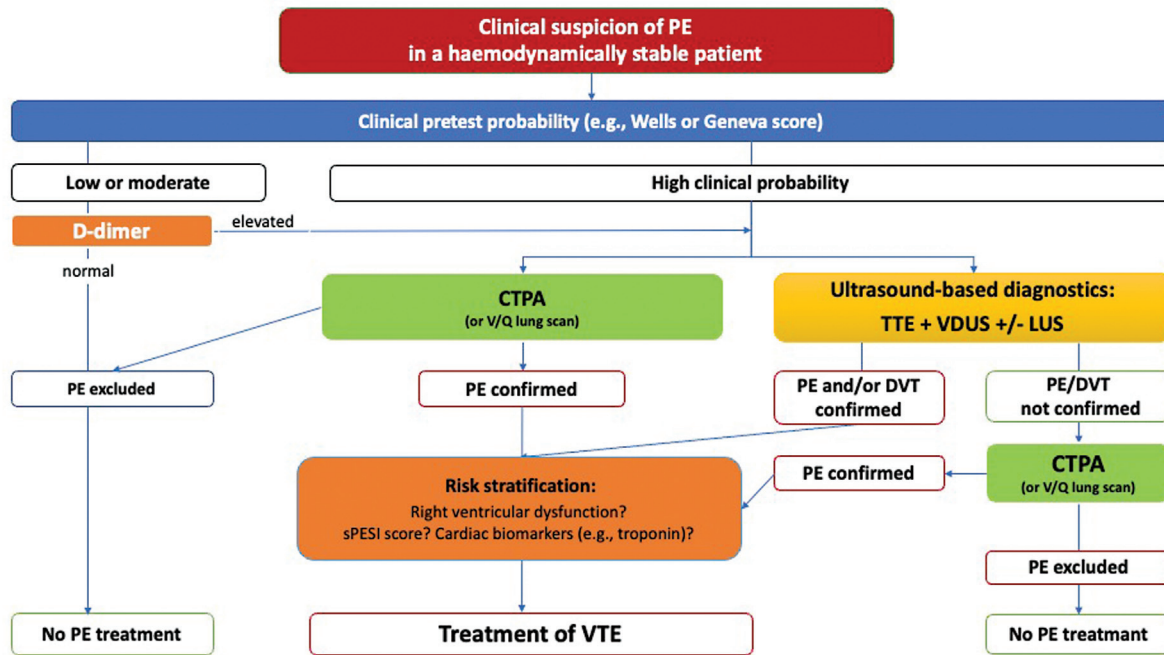 Clinical suspicion of PE
in a haemodynamically stable patient
Clinical pretest probability (e.g., Wells or Geneva score)
Low or moderate
High clinical probability
D-dimer
elevated
normal
CTPA
(or V/Q lung scan)
Ultrasound-based diagnostics:
TTE + VDUS +/- LUS
PE excluded
PE confirmed
PE and/or DVT
confirmed
PE/DVT
not confirmed
Risk stratification:
Right ventricular dysfunction?
sPESI score? Cardiac biomarkers (e.g., troponin)?
PE confirmed
CTPA
(or V/Q lung scan)
PE excluded
No PE treatment
Treatment of VTE
No PE treatmant